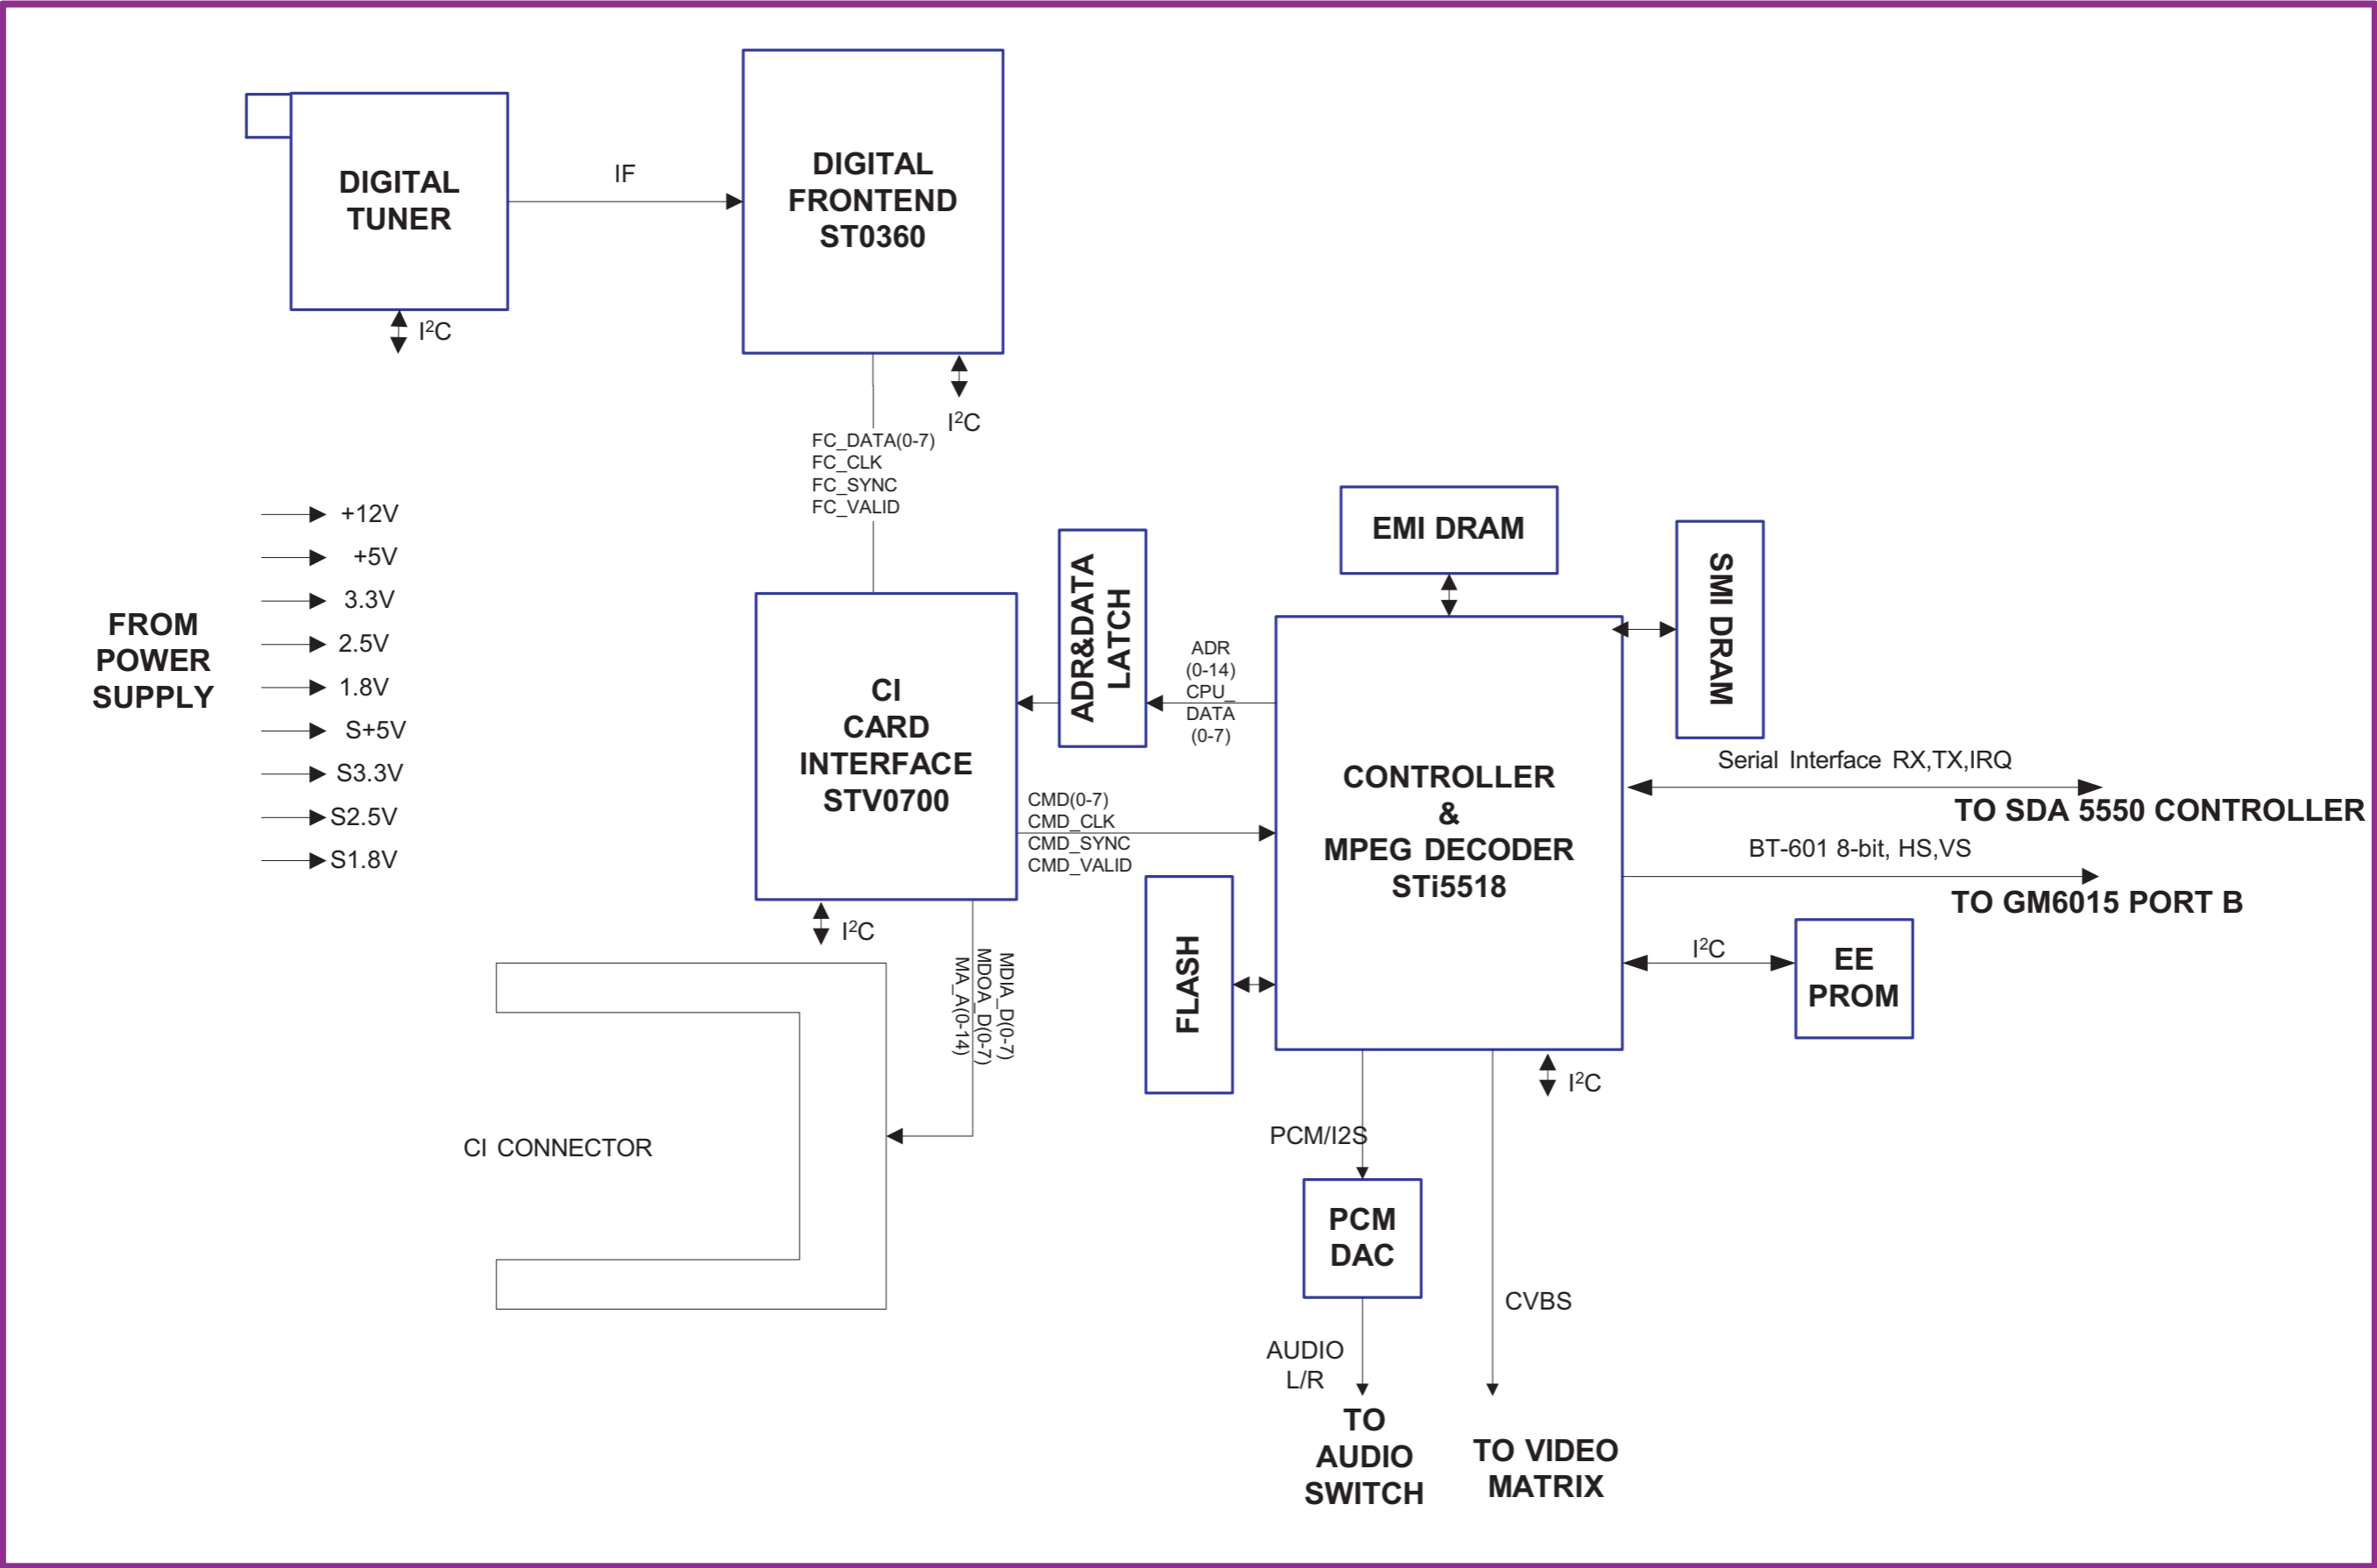 DIGITAL
TUNER
I²C
IF
DIGITAL
FRONTEND
ST0360
I²C
FC_DATA(0-7)
FC_CLK
FC_SYNC
FC_VALID
FROM
POWER
SUPPLY
+12V
+5V
3.3V
2.5V
1.8V
S+5V
S3.3V
S2.5V
S1.8V
CI
CARD
INTERFACE
STV0700
I²C
ADR&DATA
LATCH
ADR
(0-14)
CPU_
DATA
(0-7)
CMD(0-7)
CMD_CLK
CMD_SYNC
CMD_VALID
EMI DRAM
SMI DRAM
CONTROLLER
&
MPEG DECODER
STi5518
Serial Interface RX,TX,IRQ
TO SDA 5550 CONTROLLER
BT-601 8-bit, HS,VS
TO GM6015 PORT B
I²C
EE
PROM
FLASH
I²C
MDIA_D(0-7)
MDOA_D(0-7)
MA_A(0-14)
CI CONNECTOR
PCM/I2S
PCM
DAC
CVBS
AUDIO
L/R
TO
AUDIO
SWITCH
TO VIDEO
MATRIX